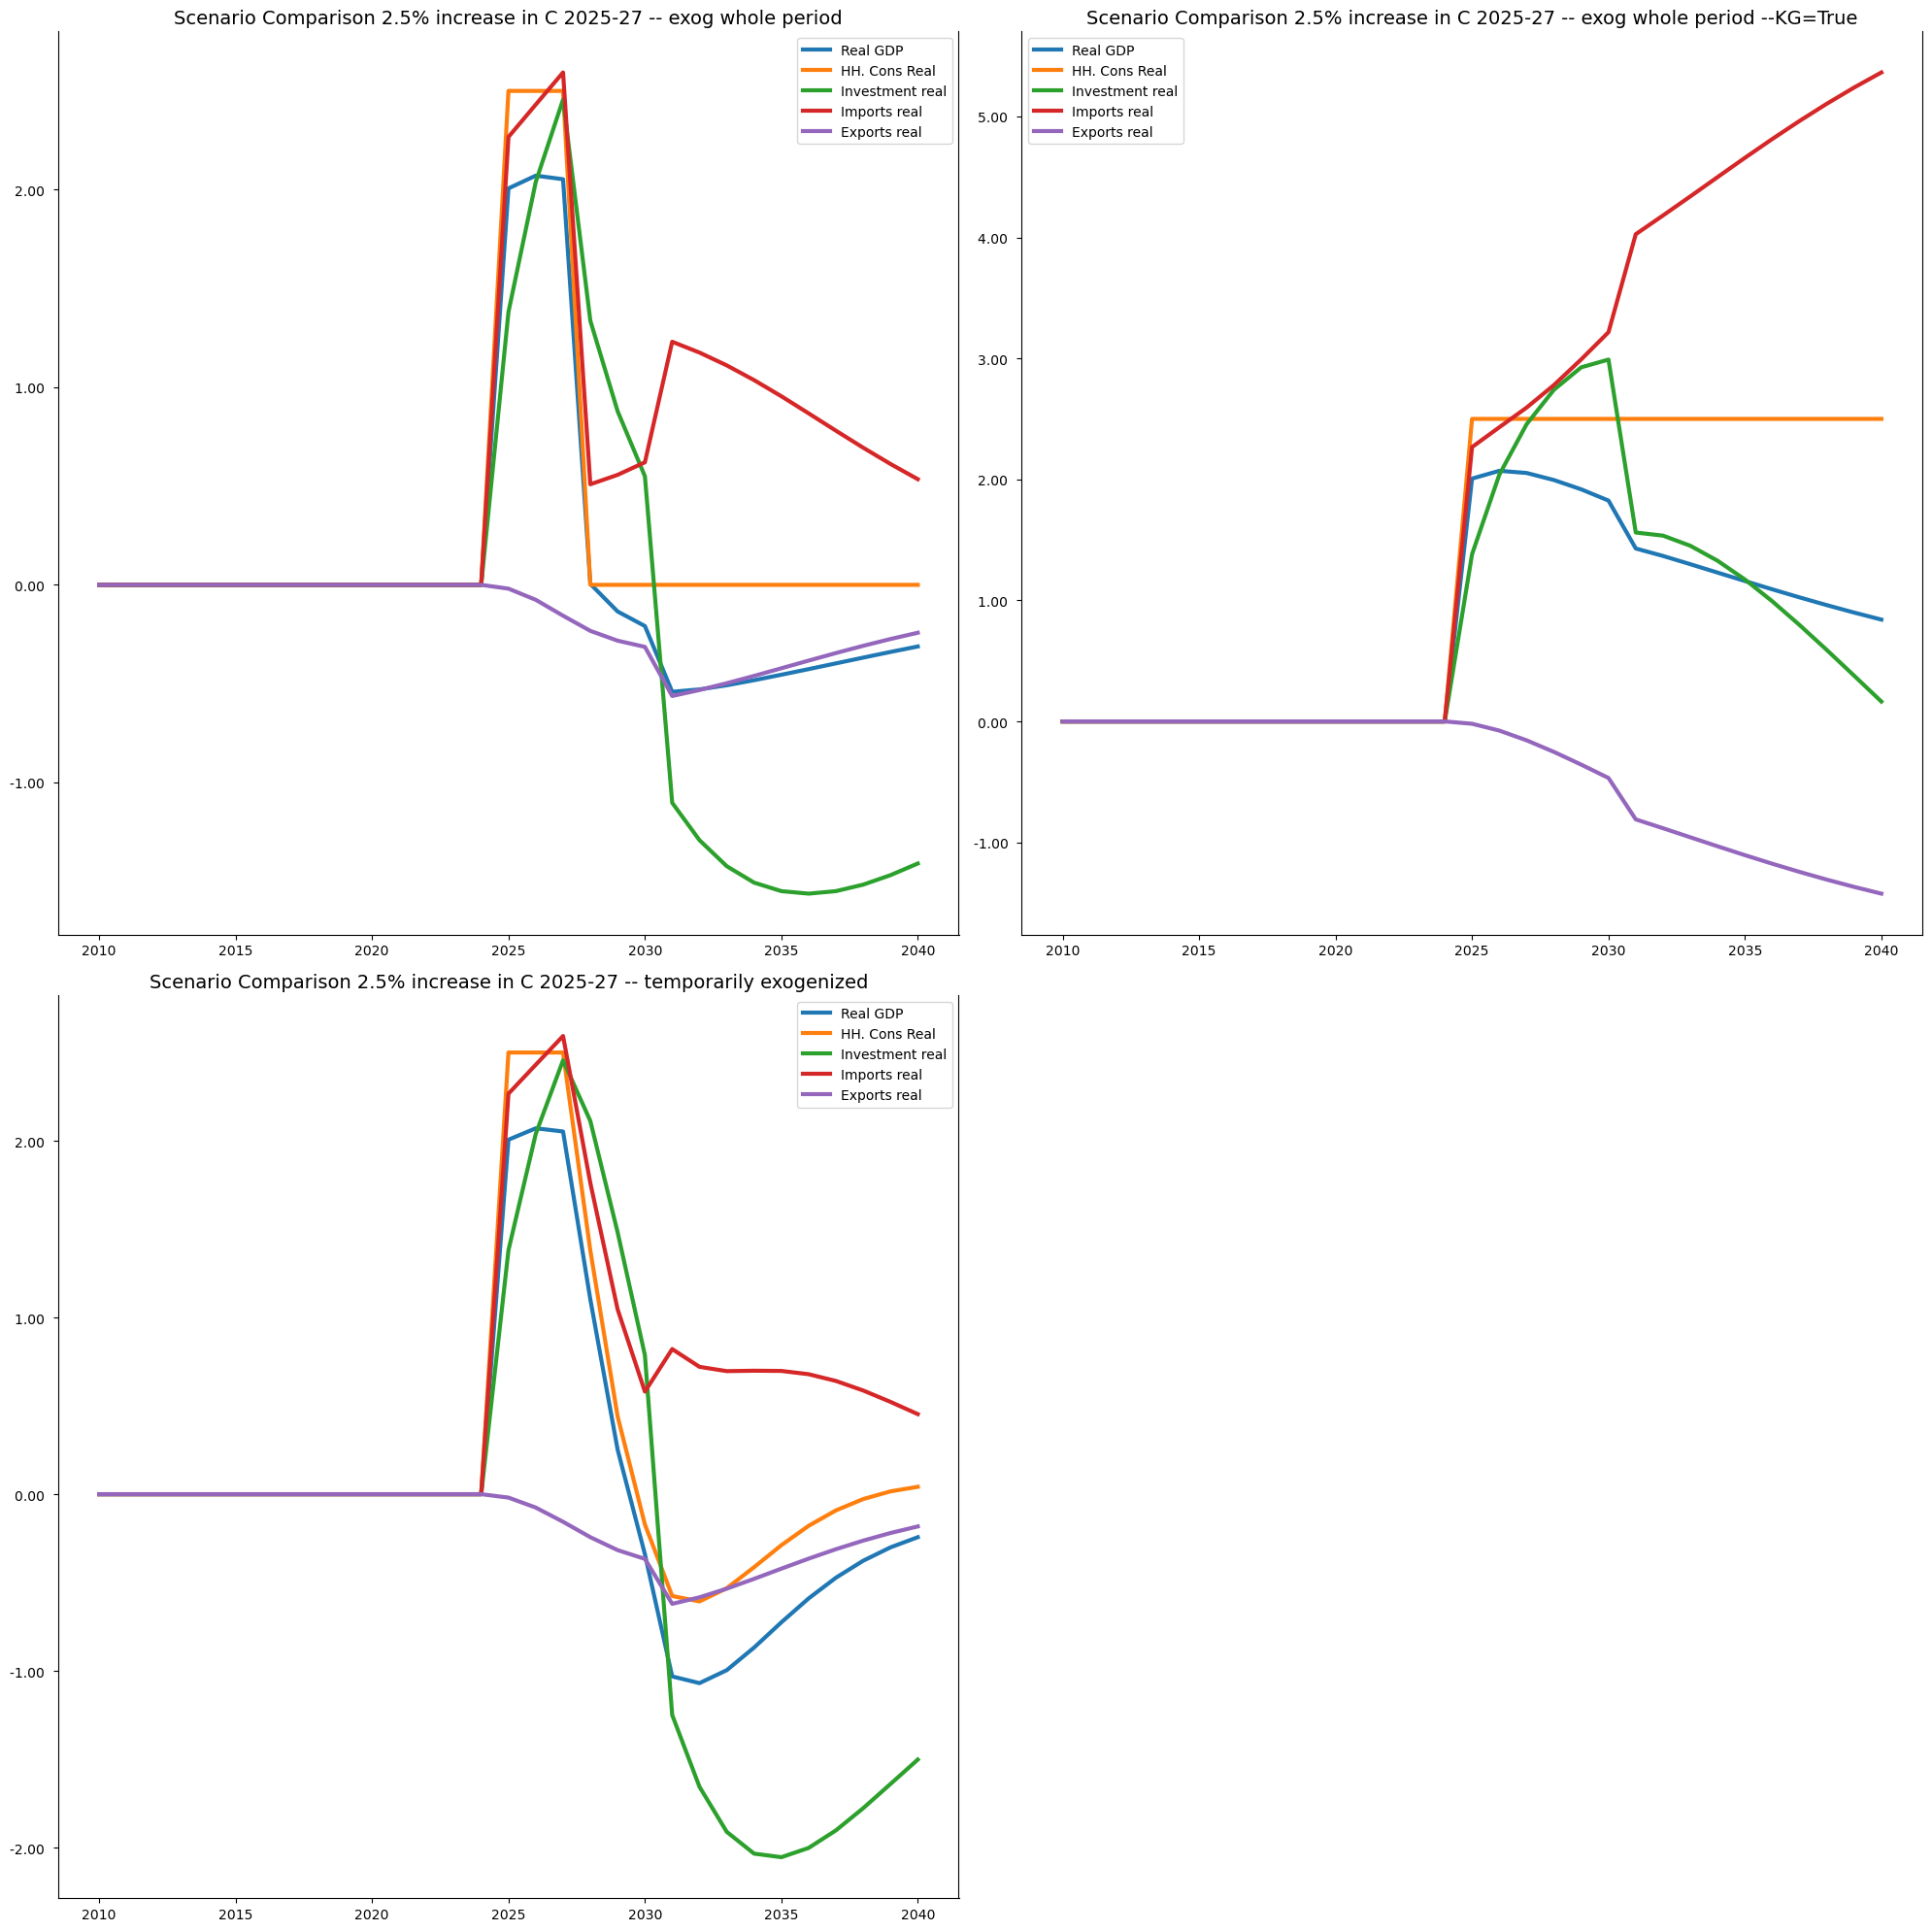 Scenario Comparison 2.5% increase in C 2025-27 -- exog whole period
Real GDP
HH. Cons Real
Investment real
Imports real
Exports real
2.00
1.00
0.00
-1.00
2010 2015 2020 2025 2030 2035 2040
Scenario Comparison 2.5% increase in C 2025-27 -- exog whole period --KG=True
Real GDP
HH. Cons Real
Investment real
Imports real
Exports real
5.00
4.00
3.00
2.00
1.00
0.00
-1.00
2010 2015 2020 2025 2030 2035 2040
Scenario Comparison 2.5% increase in C 2025-27 -- temporarily exogenized
Real GDP
HH. Cons Real
Investment real
Imports real
Exports real
2.00
1.00
0.00
-1.00
-2.00
2010 2015 2020 2025 2030 2035 2040